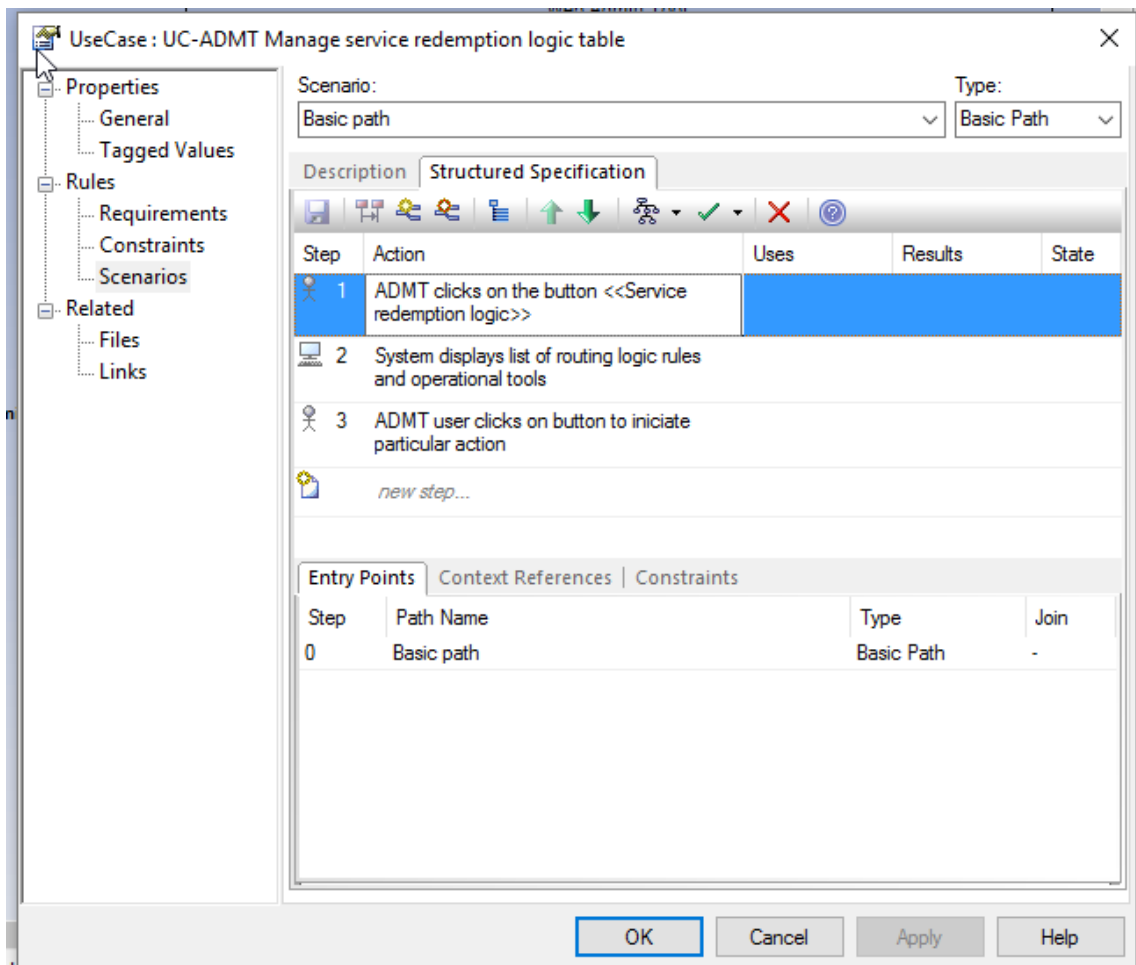 UseCase : UC-ADMT Manage service redemption logic table
Properties
General
Tagged Values
Rules
Requirements
Constraints
Scenarios
Related
Files
Links
Scenario:
Type:
Basic path
Basic Path
Description
Structured Specification
Step Action Uses Results State
1 ADMT clicks on the button <<Service
redemption logic>>
2 System displays list of routing logic rules
and operational tools
3 ADMT user clicks on button to iniciate
particular action
new step...
Entry Points Context References | Constraints
Step Path Name Type Join
0 Basic path Basic Path -
OK Cancel Apply Help